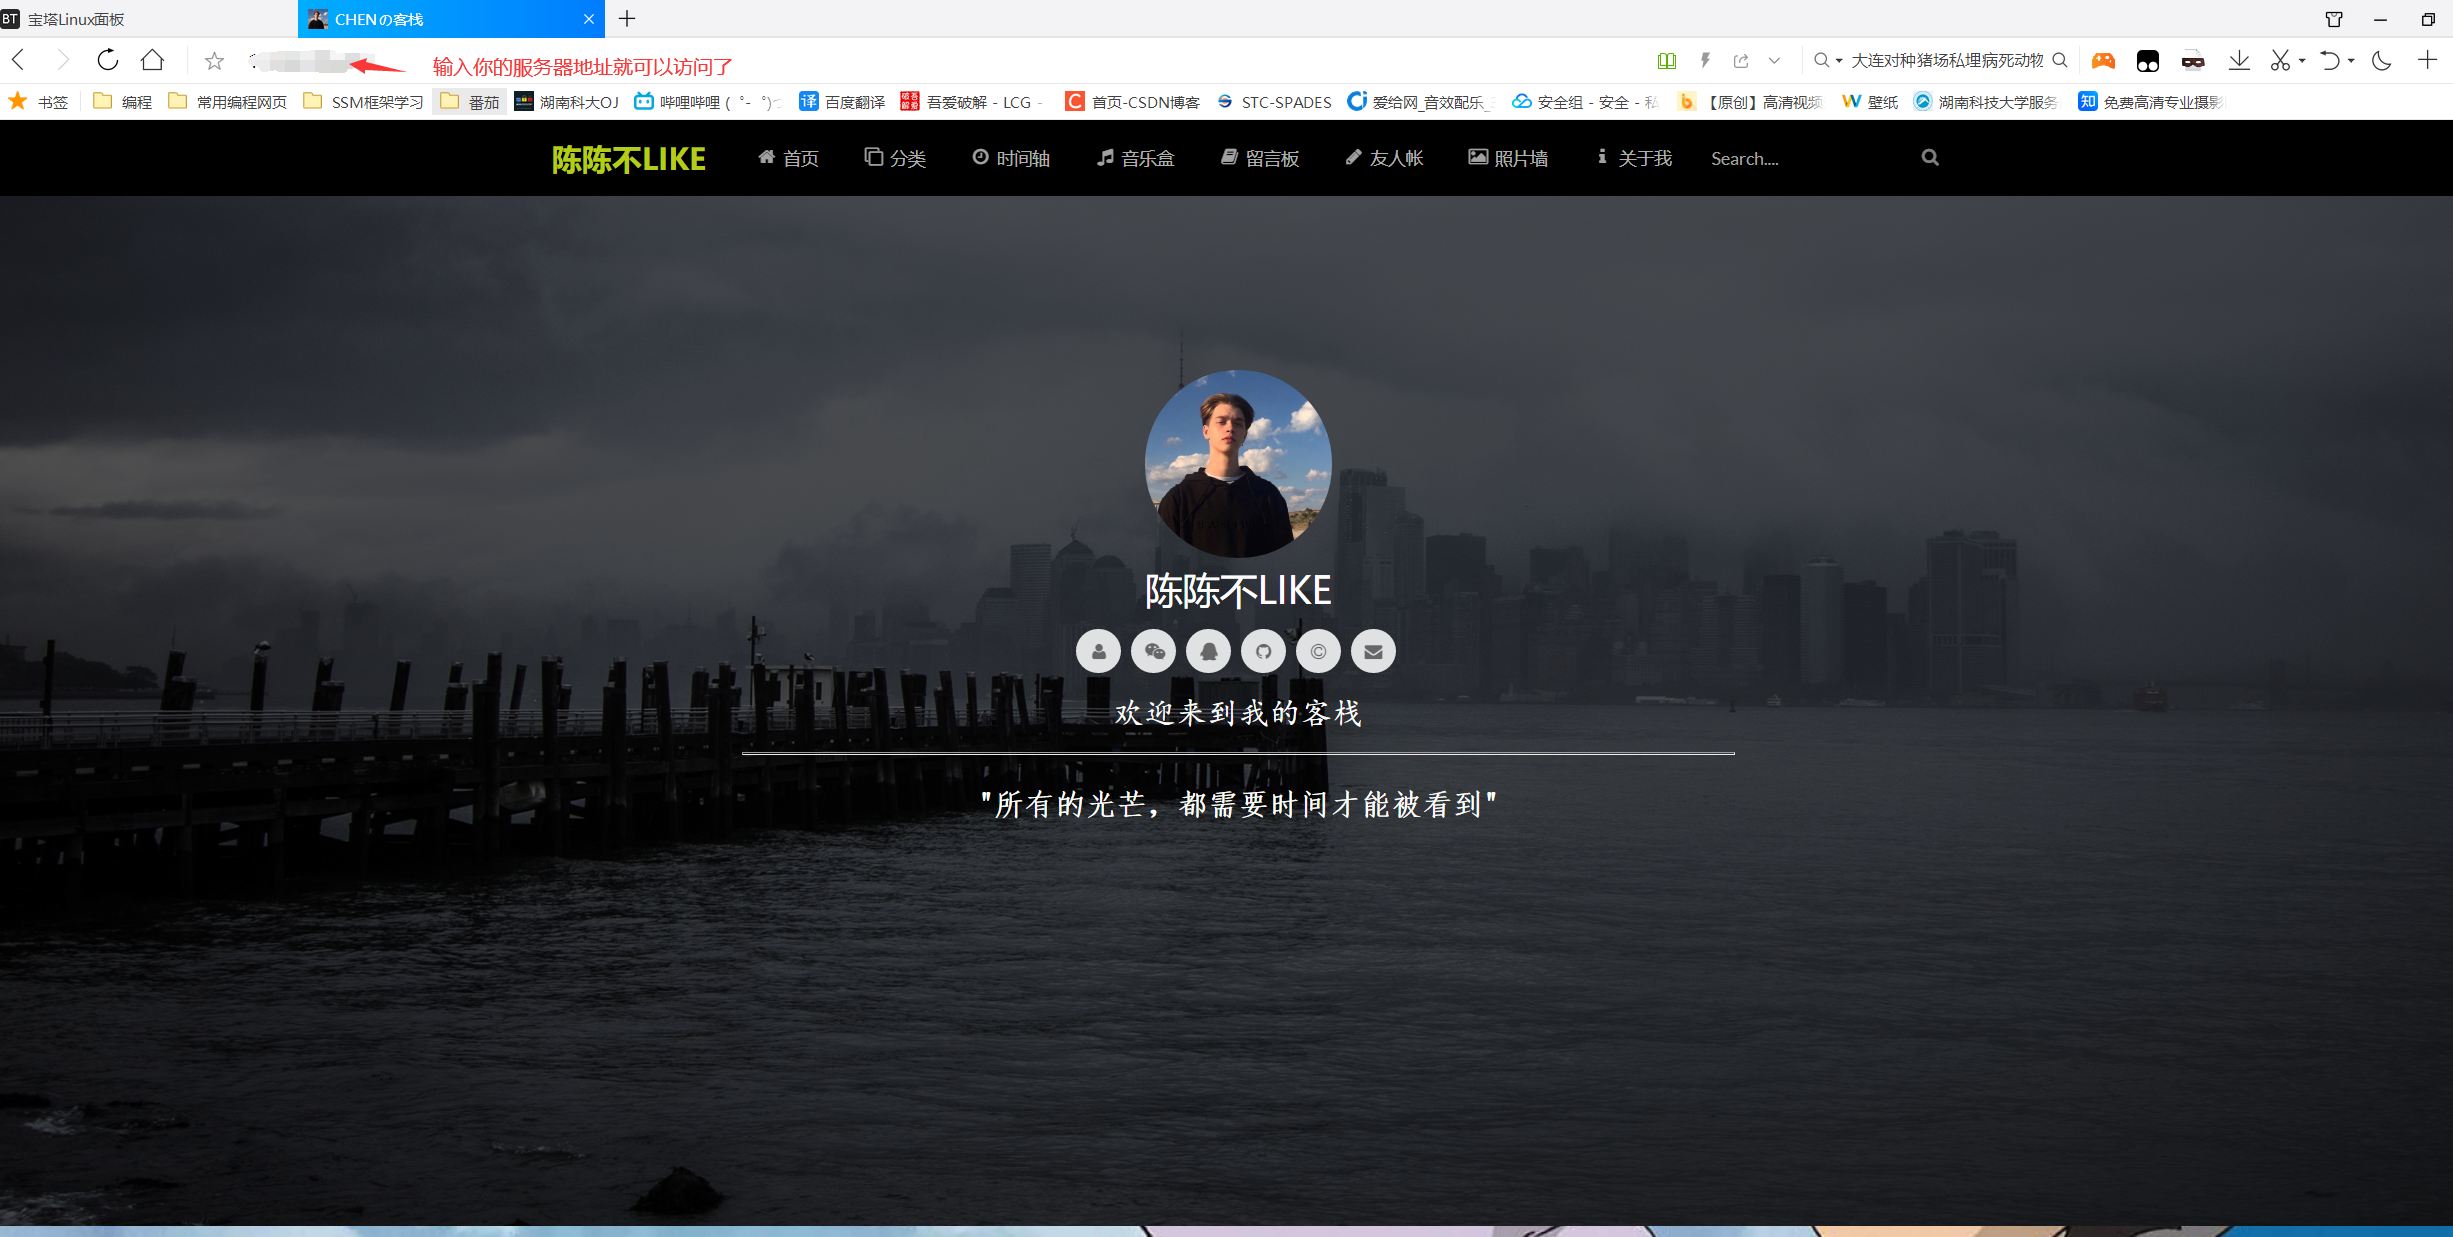 BT 宝塔Linux面板
CHENの客栈
输入你的服务器地址就可以访问了
大连对种猪场私埋病死动物
书签
编程
常用编程网页
SSM框架学习
番茄
湖南科大OJ
哔哩哔哩 ( ゜- ゜)つ
译 百度翻译
吾爱破解 吾爱破解 - LCG -
C 首页-CSDN博客
STC-SPADES
爱给网_音效配乐_
安全组 - 安全 - 私
b 【原创】高清视频
W 壁纸
湖南科技大学服务
知 免费高清专业摄影
陈陈不LIKE
首页
分类
时间轴
音乐盒
留言板
友人帐
照片墙
关于我
Search....
陈陈不LIKE
欢迎来到我的客栈
"所有的光芒，都需要时间才能被看到"